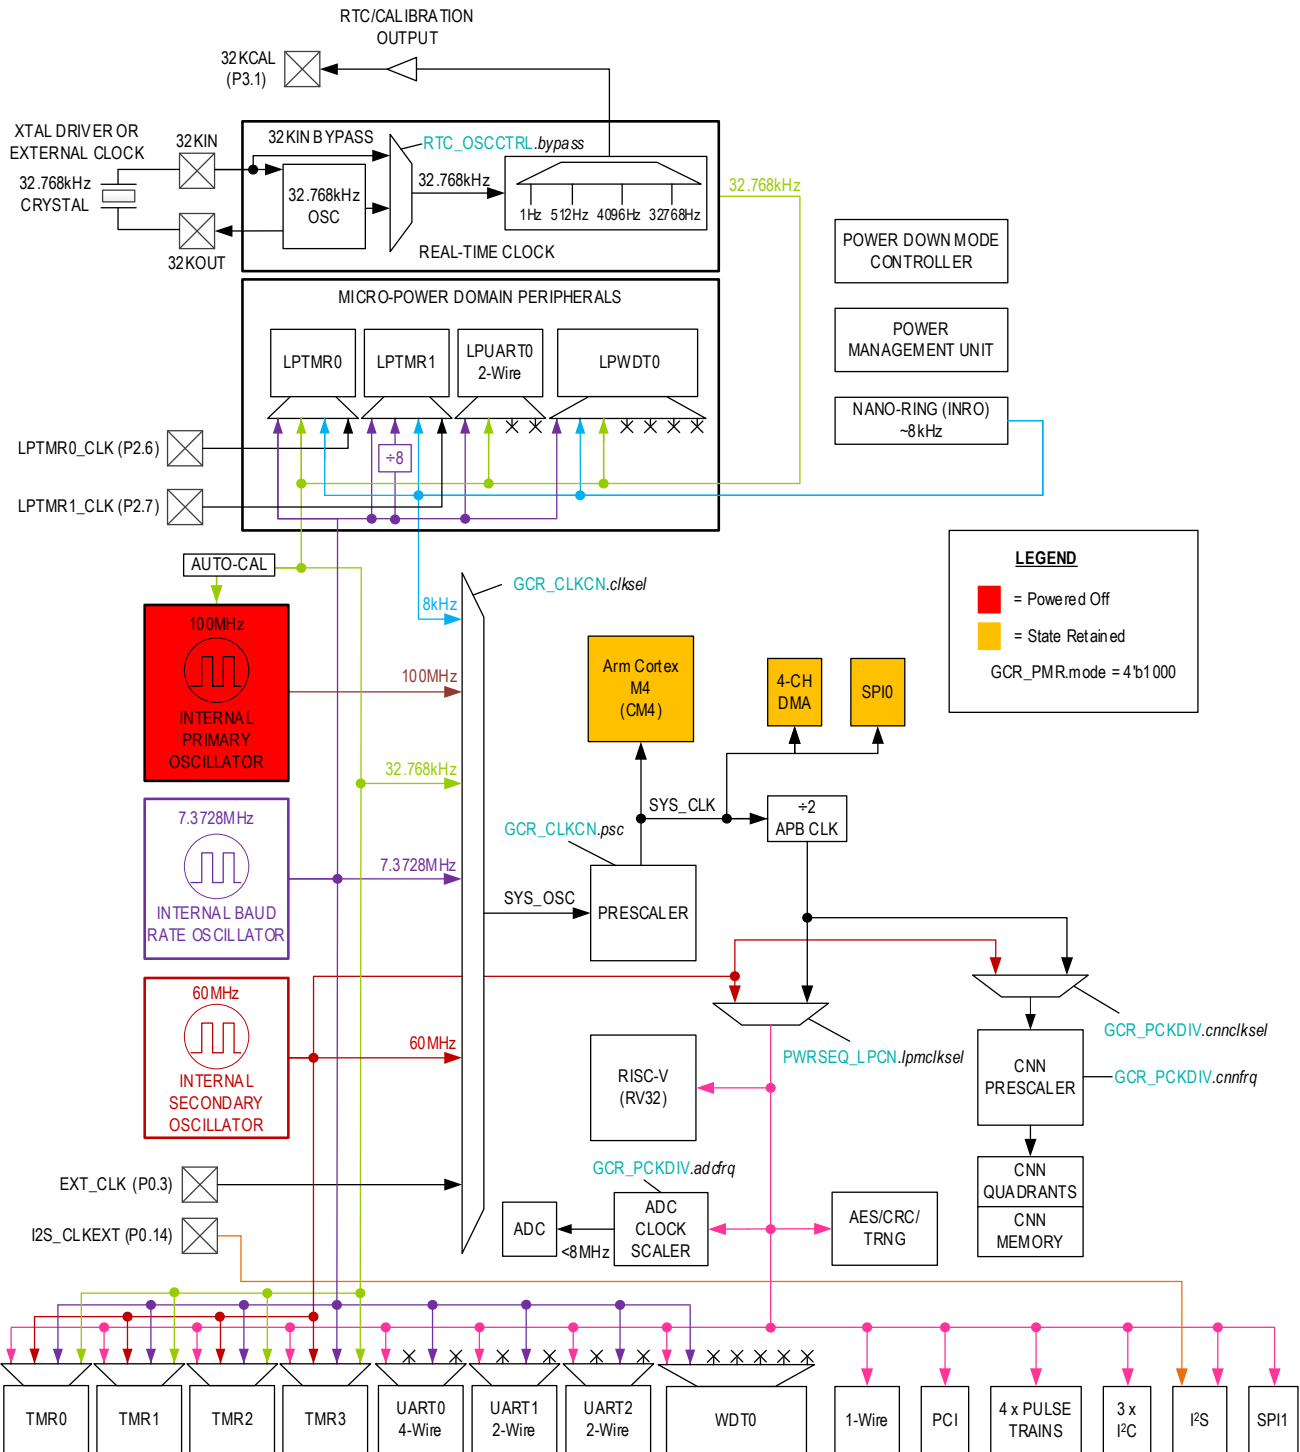 RTC/CALIBRATION
OUTPUT
32KCAL
(P3.1)
XTAL DRIVER OR
EXTERNAL CLOCK
32KIN
32KIN BYPASS
RTC_OSCCTRL.bypass
32.768kHz
CRYSTAL
32.768kHz
OSC
32.768kHz
1Hz 512Hz 4096Hz 32768Hz
32.768kHz
32KOUT
REAL-TIME CLOCK
POWER DOWN MODE
CONTROLLER
MICRO-POWER DOMAIN PERIPHERALS
POWER
MANAGEMENT UNIT
LPTMR0
LPTMR1
LPUART0
2-Wire
LPWDT0
NANO-RING (INRO)
~8kHz
LPTMR0_CLK (P2.6)
÷8
LPTMR1_CLK (P2.7)
AUTO-CAL
GCR_CLKCN.clksel
LEGEND
= Powered Off
= State Retained
GCR_PMR.mode = 4'b1000
8kHz
100MHz
INTERNAL
PRIMARY
OSCILLATOR
100MHz
Arm Cortex
M4
(CM4)
4-CH
DMA
SPI0
32.768kHz
SYS_CLK
÷2
APB CLK
7.3728MHz
INTERNAL BAUD
RATE OSCILLATOR
7.3728MHz
GCR_CLKCN.psc
SYS_OSC
PRESCALER
60MHz
INTERNAL
SECONDARY
OSCILLATOR
60MHz
GCR_PCKDIV.cnnclksel
PWRSEQ_LPCN.lpmclksel
RISC-V
(RV32)
CNN
PRESCALER
GCR_PCKDIV.cnnfrq
EXT_CLK (P0.3)
GCR_PCKDIV.adcfrq
CNN
QUADRANTS
CNN
MEMORY
I2S_CLKEXT (P0.14)
ADC
<8MHz
ADC
CLOCK
SCALER
AES/CRC/
TRNG
TMR0
TMR1
TMR2
TMR3
UART0
4-Wire
UART1
2-Wire
UART2
2-Wire
WDT0
1-Wire
PCI
4 x PULSE
TRAINS
3 x
I²C
I²S
SPI1